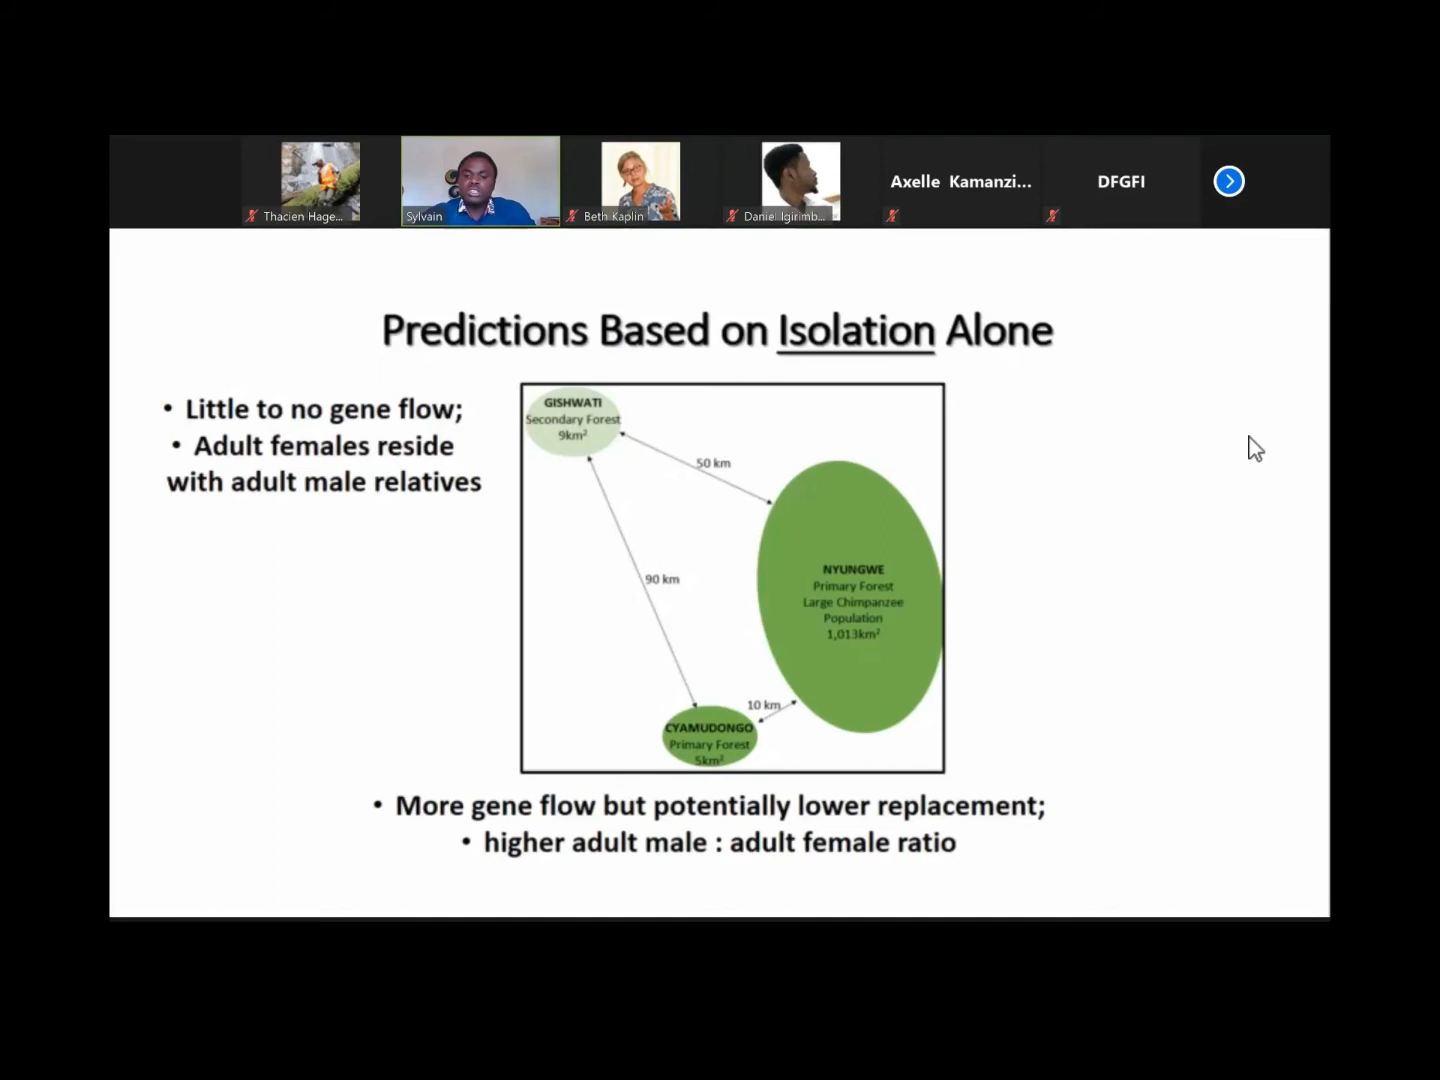 Thacien Hage...
Sylvain
Beth Kaplin
Daniel Igirimb...
Axelle Kamanzi...
DFGFI
Predictions Based on Isolation Alone
• Little to no gene flow;
• Adult females reside
with adult male relatives
GISHWATI
Secondary Forest
9km²
50 km
90 km
NYUNGWE
Primary Forest
Large Chimpanzee
Population
1,013km²
10 km
CYAMUDONGO
Primary Forest
5km²
• More gene flow but potentially lower replacement;
• higher adult male : adult female ratio